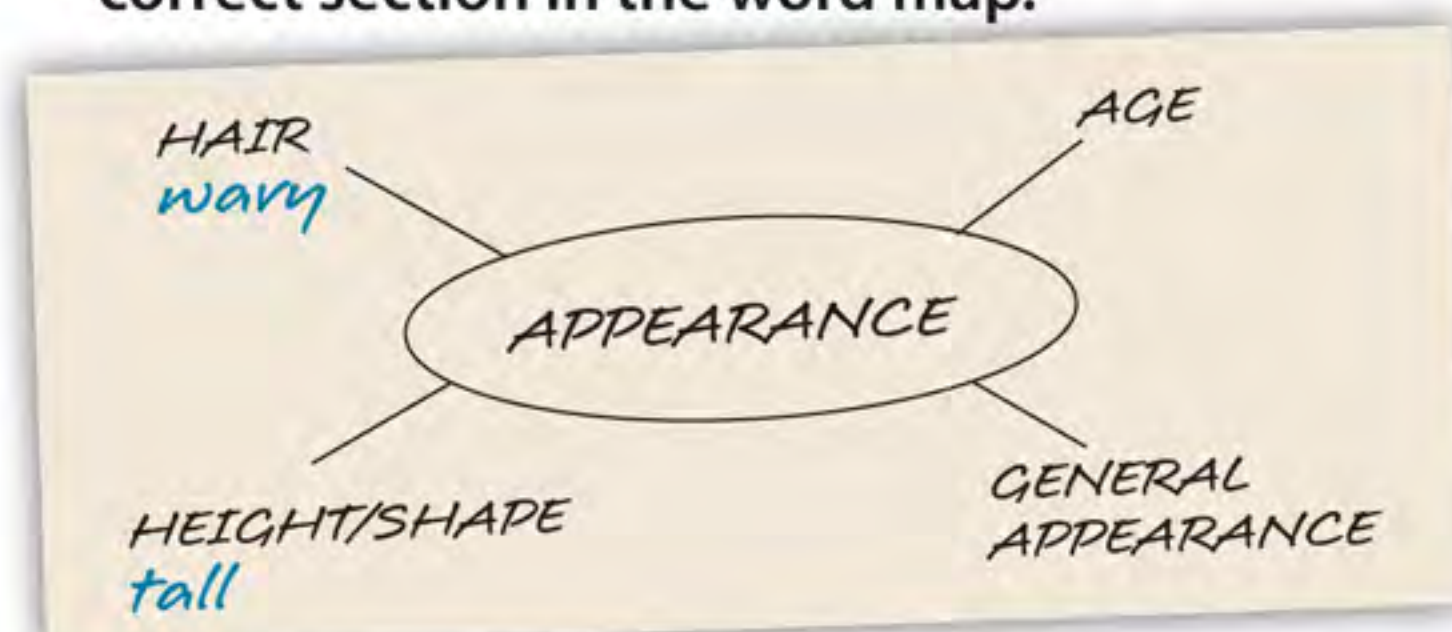 correct section in the word map.
HAIR
wavy
AGE
APPEARANCE
HEIGHT/SHAPE
tall
GENERAL
APPEARANCE